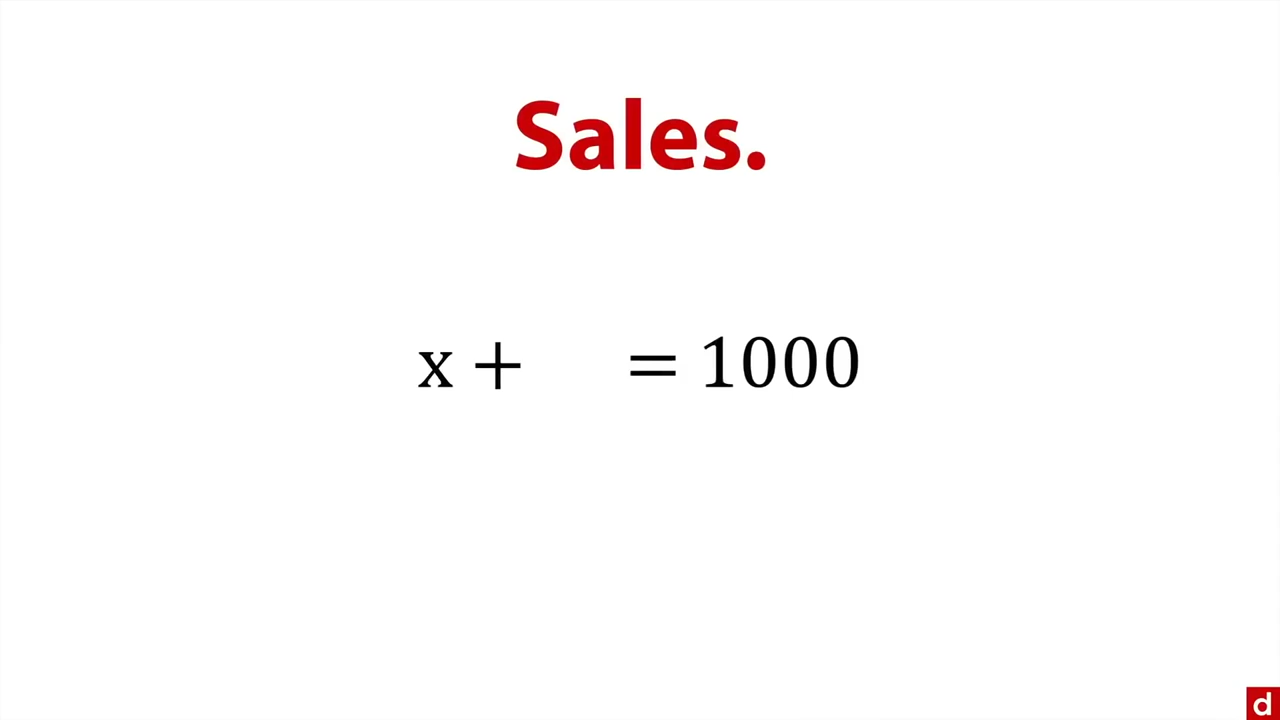 Sales.
x + = 1000
d